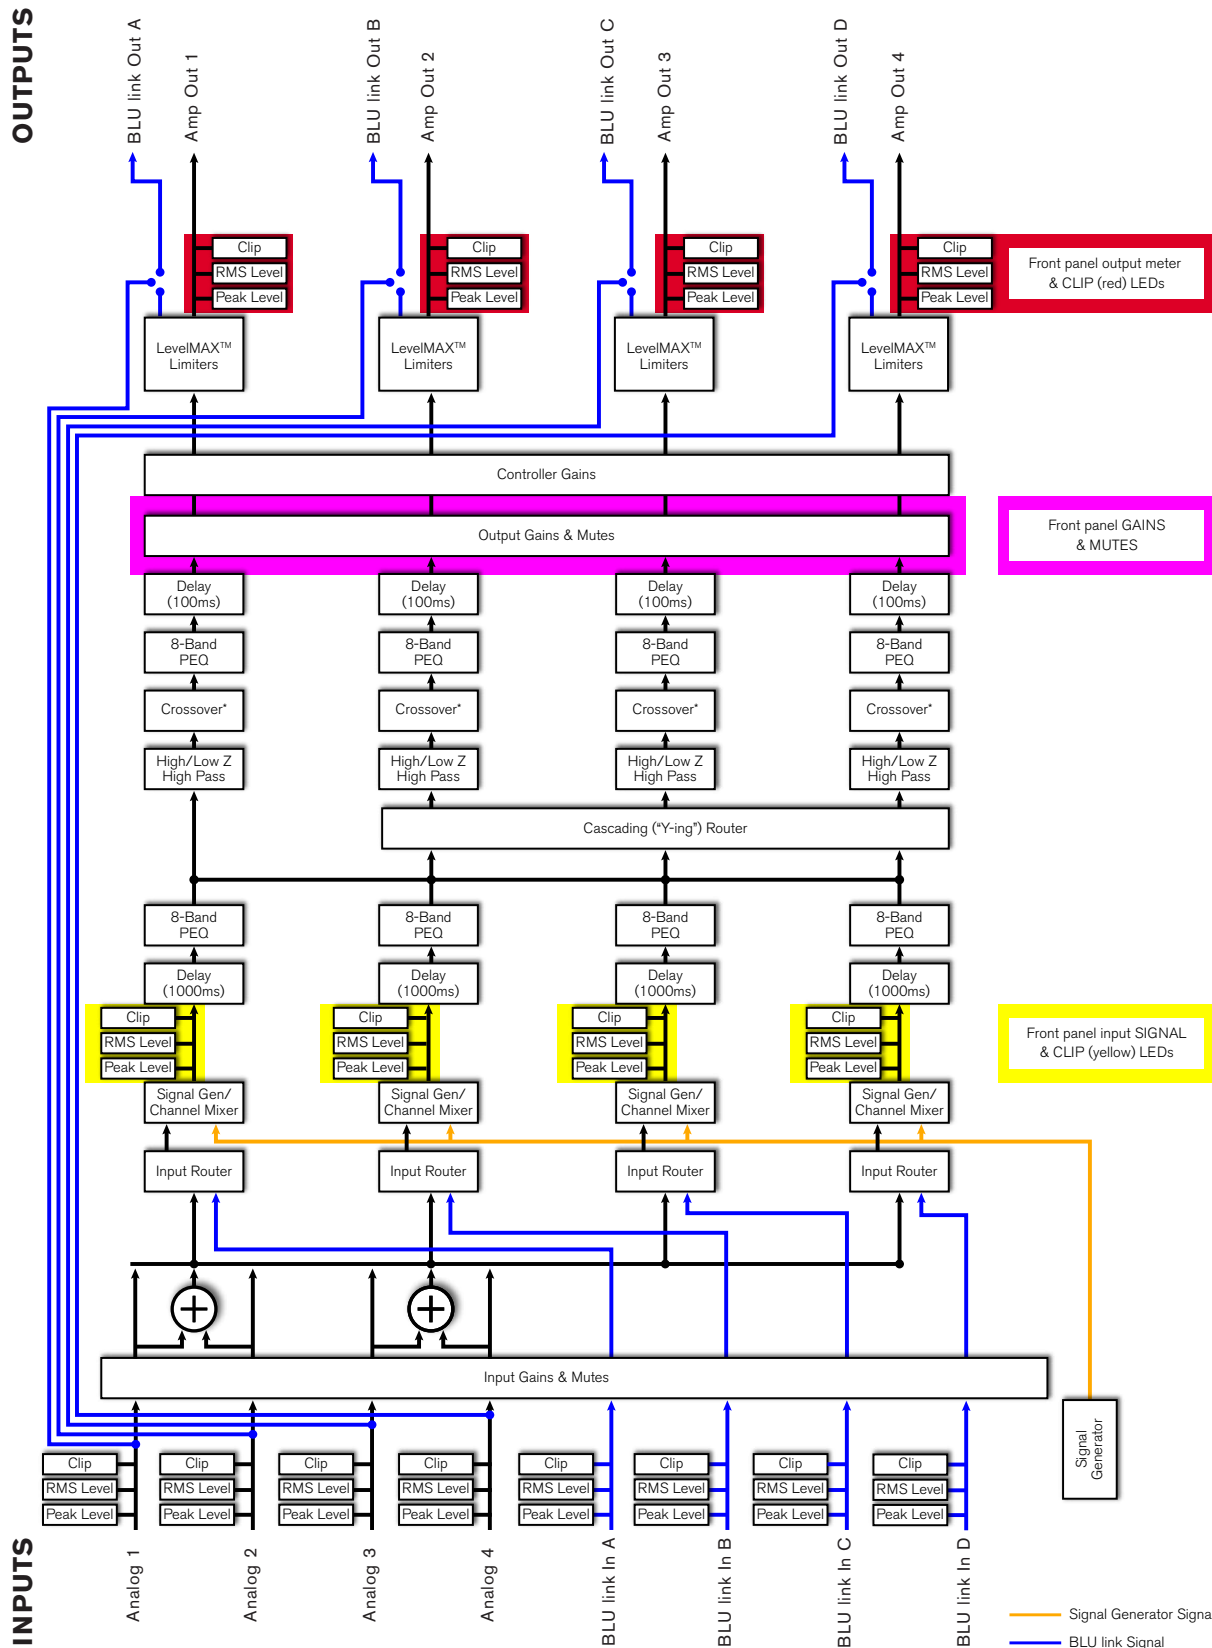 OUTPUTS
BLU link Out A
Amp Out 1
BLU link Out B
Amp Out 2
BLU link Out C
Amp Out 3
BLU link Out D
Amp Out 4
Clip
RMS Level
Peak Level
Clip
RMS Level
Peak Level
Clip
RMS Level
Peak Level
Clip
RMS Level
Peak Level
Front panel output meter
& CLIP (red) LEDs
LevelMAX™
Limiters
LevelMAX™
Limiters
LevelMAX™
Limiters
LevelMAX™
Limiters
Controller Gains
Output Gains & Mutes
Front panel GAINS
& MUTES
Delay
(100ms)
Delay
(100ms)
Delay
(100ms)
Delay
(100ms)
8-Band
PEQ
8-Band
PEQ
8-Band
PEQ
8-Band
PEQ
Crossover*
Crossover*
Crossover*
Crossover*
High/Low Z
High Pass
High/Low Z
High Pass
High/Low Z
High Pass
High/Low Z
High Pass
Cascading ("Y-ing") Router
8-Band
PEQ
8-Band
PEQ
8-Band
PEQ
8-Band
PEQ
Delay
(1000ms)
Delay
(1000ms)
Delay
(1000ms)
Delay
(1000ms)
Clip
RMS Level
Peak Level
Clip
RMS Level
Peak Level
Clip
RMS Level
Peak Level
Clip
RMS Level
Peak Level
Front panel input SIGNAL
& CLIP (yellow) LEDs
Signal Gen/
Channel Mixer
Signal Gen/
Channel Mixer
Signal Gen/
Channel Mixer
Signal Gen/
Channel Mixer
Input Router
Input Router
Input Router
Input Router
Input Gains & Mutes
Signal
Generator
Clip
RMS Level
Peak Level
Clip
RMS Level
Peak Level
Clip
RMS Level
Peak Level
Clip
RMS Level
Peak Level
Clip
RMS Level
Peak Level
Clip
RMS Level
Peak Level
Clip
RMS Level
Peak Level
Clip
RMS Level
Peak Level
INPUTS
Analog 1
Analog 2
Analog 3
Analog 4
BLU link In A
BLU link In B
BLU link In C
BLU link In D
Signal Generator Signa
BLU link Signal